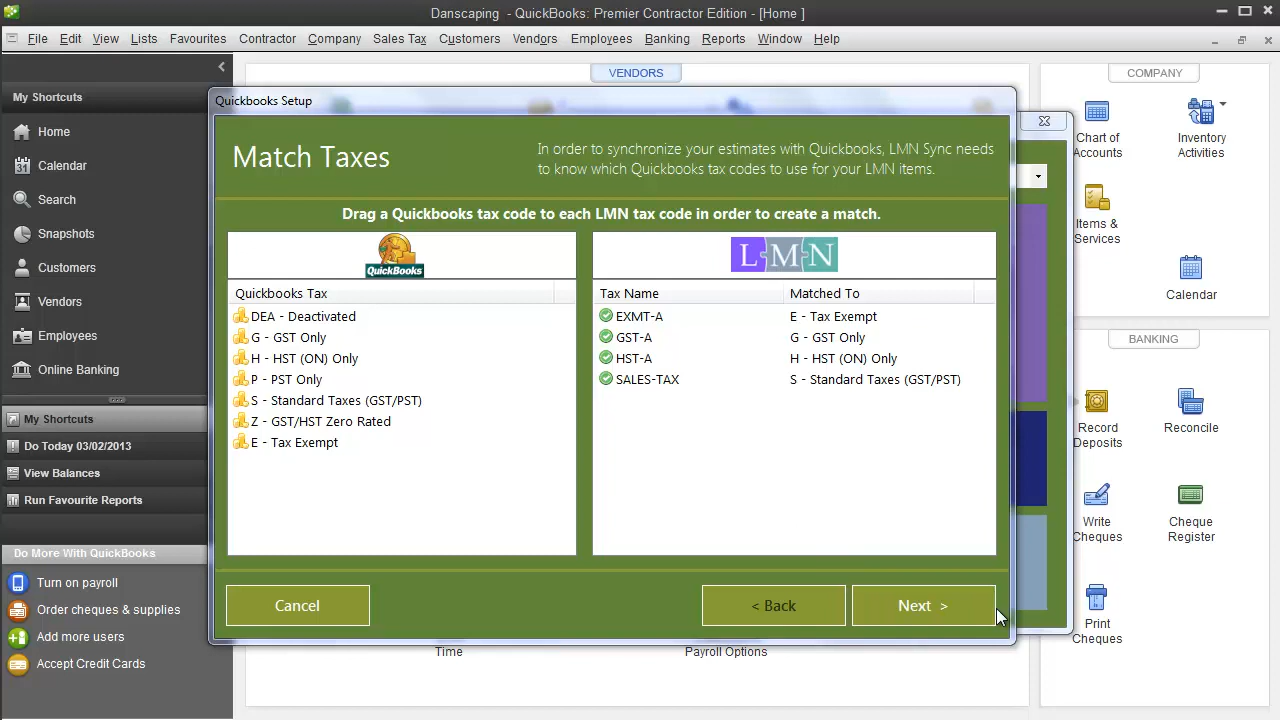 Danscaping - QuickBooks: Premier Contractor Edition - [Home ]
File Edit View Lists Favourites Contractor Company Sales Tax Customers Vendors Employees Banking Reports Window Help
My Shortcuts
Home
Calendar
Search
Snapshots
Customers
Vendors
Employees
Online Banking
My Shortcuts
Do Today 03/02/2013
View Balances
Run Favourite Reports
Do More With QuickBooks
Turn on payroll
Order cheques & supplies
Add more users
Accept Credit Cards
VENDORS
Quickbooks Setup
Match Taxes
In order to synchronize your estimates with Quickbooks, LMN Sync needs
to know which Quickbooks tax codes to use for your LMN items.
Drag a Quickbooks tax code to each LMN tax code in order to create a match.
QuickBooks
Quickbooks Tax
DEA - Deactivated
G - GST Only
H - HST (ON) Only
P - PST Only
S - Standard Taxes (GST/PST)
Z - GST/HST Zero Rated
E - Tax Exempt
LMN
Tax Name Matched To
EXMT-A E - Tax Exempt
GST-A G - GST Only
HST-A H - HST (ON) Only
SALES-TAX S - Standard Taxes (GST/PST)
Cancel
< Back
Next >
Time
Payroll Options
COMPANY
Chart of
Accounts
Inventory
Activities
Items &
Services
Calendar
BANKING
Record
Deposits
Reconcile
Write
Cheques
Cheque
Register
Print
Cheques